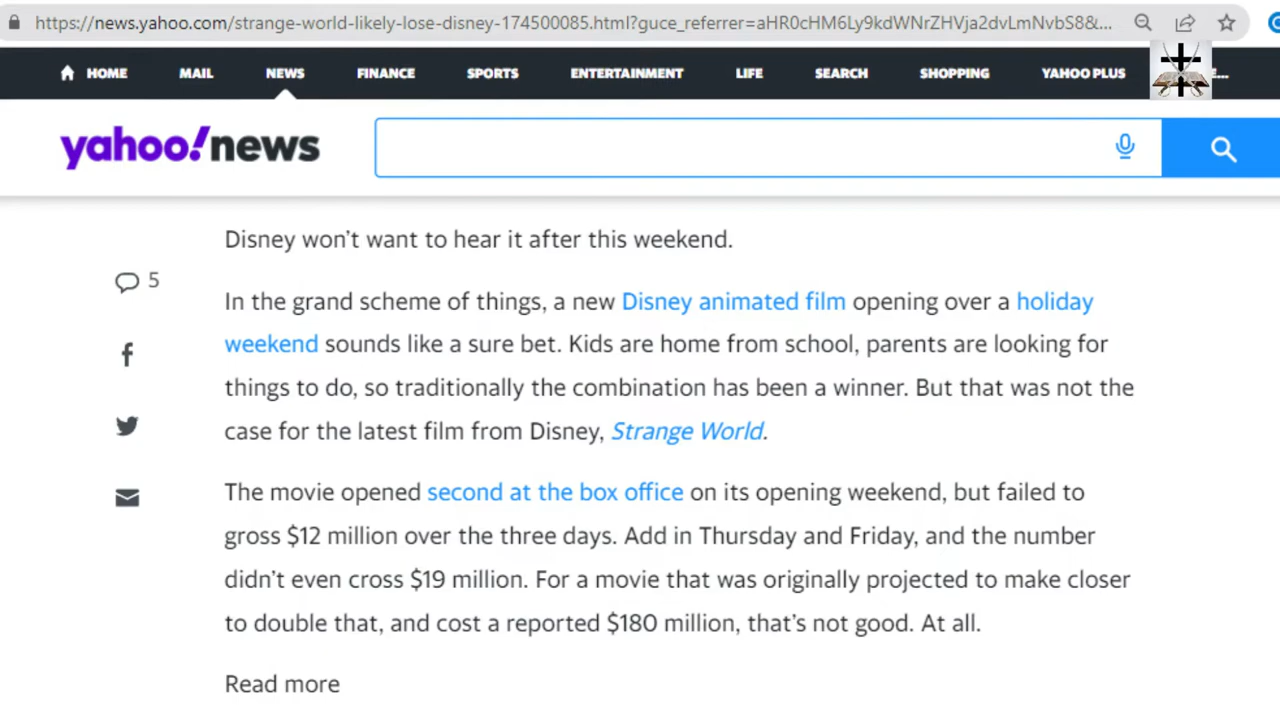 https://news.yahoo.com/strange-world-likely-lose-disney-174500085.html?guce_referrer=aHR0cHM6Ly9kdWNrZHVja2dvLmNvbS8&...
HOME MAIL NEWS FINANCE SPORTS ENTERTAINMENT LIFE SEARCH SHOPPING YAHOO PLUS E...
yahoo!news
Disney won't want to hear it after this weekend.
5
In the grand scheme of things, a new Disney animated film opening over a holiday
weekend sounds like a sure bet. Kids are home from school, parents are looking for
things to do, so traditionally the combination has been a winner. But that was not the
case for the latest film from Disney, Strange World.
The movie opened second at the box office on its opening weekend, but failed to
gross $12 million over the three days. Add in Thursday and Friday, and the number
didn't even cross $19 million. For a movie that was originally projected to make closer
to double that, and cost a reported $180 million, that's not good. At all.
Read more